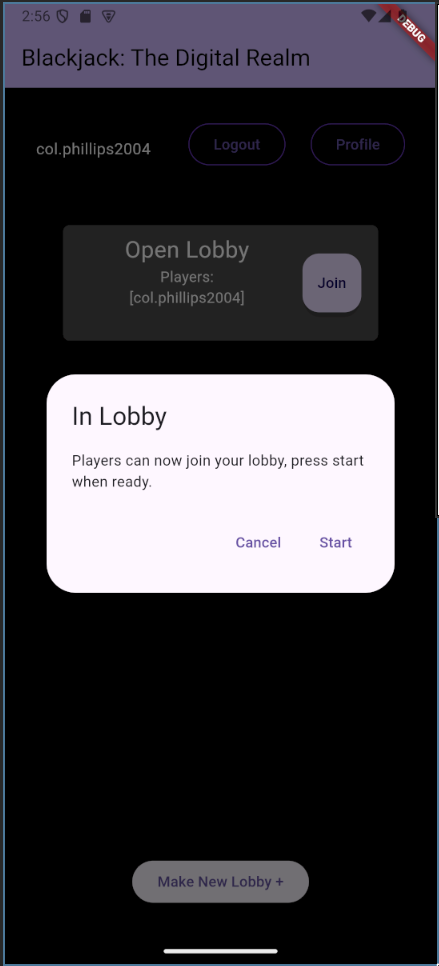 2:56
DEBUG
Blackjack: The Digital Realm
col.phillips2004
Logout
Profile
Open Lobby
Players:
[col.phillips2004]
Join
In Lobby
Players can now join your lobby, press start
when ready.
Cancel
Start
Make New Lobby +